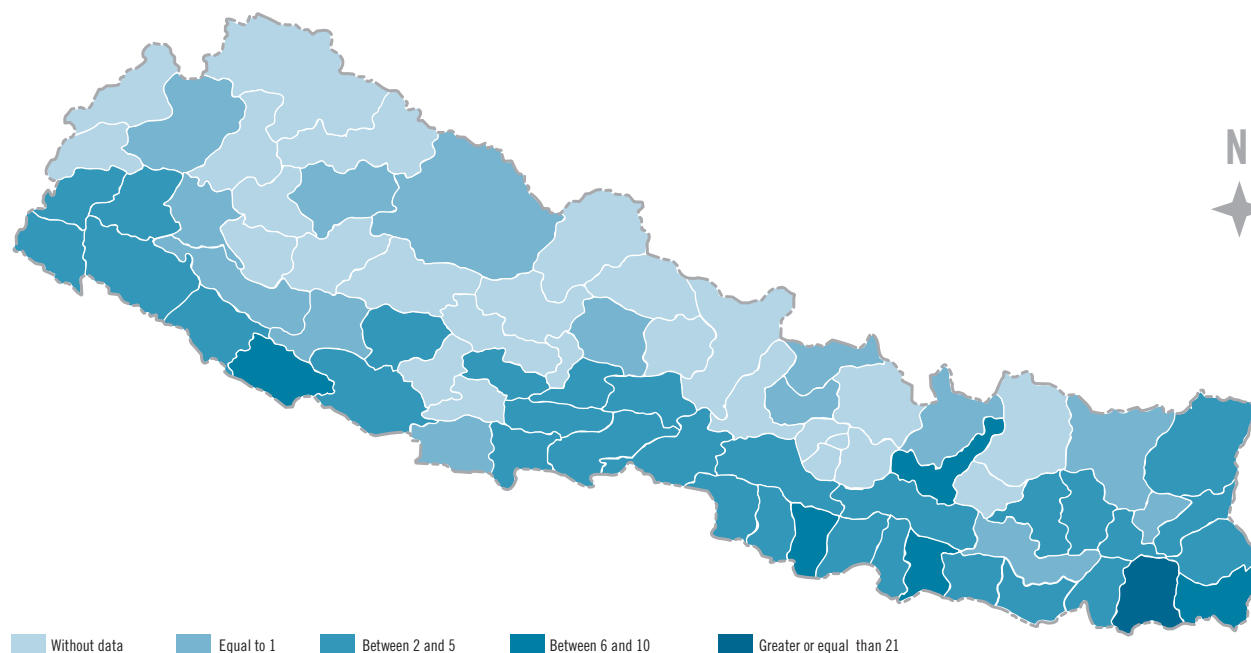 N
Without data
Equal to 1
Between 2 and 5
Between 6 and 10
Greater or equal than 21